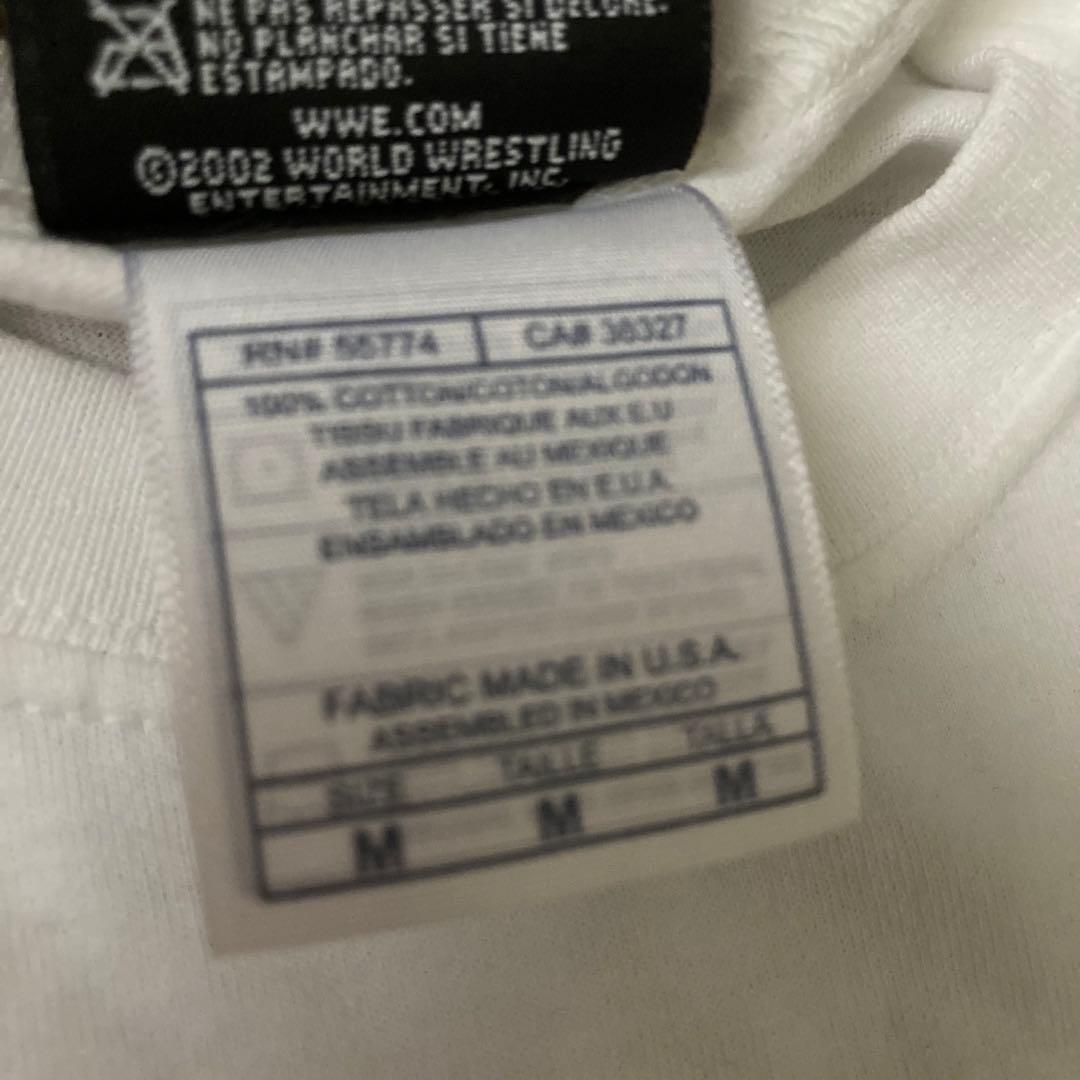 NE PAS REPASSER SI DECORE.
NO PLANCHAR SI TIENE
ESTAMPADO.
WWE.COM
©2002 WORLD WRESTLING
ENTERTAINMENT, INC.
RN# 55774 CA# 38327
100% COTTON/COTON/ALGODON
TISSU FABRIQUE AUX E.U
ASSEMBLE AU MEXIQUE
TELA HECHO EN E.U.A.
ENSAMBLADO EN MEXICO
FABRIC MADE IN U.S.A.
ASSEMBLED IN MEXICO
SIZE TAILLE TALLA
M M M